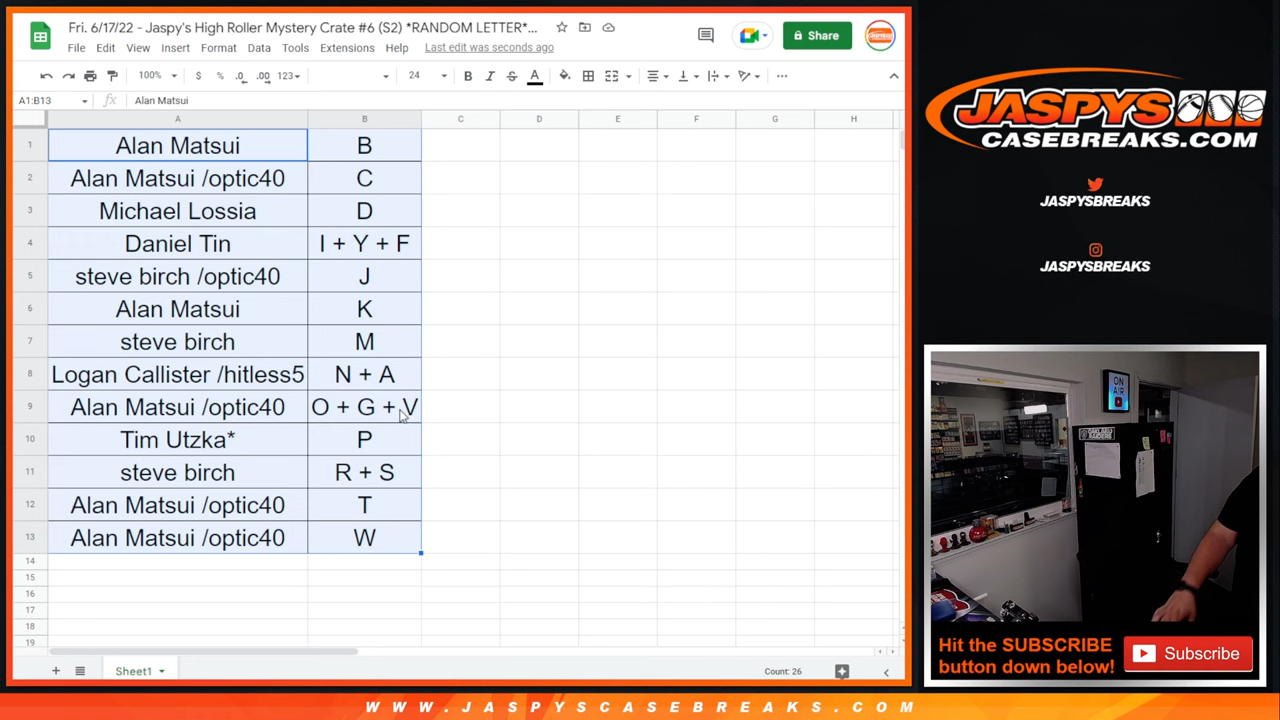 Fri. 6/17/22 - Jaspy's High Roller Mystery Crate #6 (S2) *RANDOM LETTER*...
Share
File Edit View Insert Format Data Tools Extensions Help Last edit was seconds ago
100% $ % .0 .00 123 24 B I S A
A1:B13 fx Alan Matsui
A B C D E F G H
1 Alan Matsui B
2 Alan Matsui /optic40 C
3 Michael Lossia D
4 Daniel Tin I + Y + F
5 steve birch /optic40 J
6 Alan Matsui K
7 steve birch M
8 Logan Callister /hitless5 N + A
9 Alan Matsui /optic40 O + G + V
10 Tim Utzka* P
11 steve birch R + S
12 Alan Matsui /optic40 T
13 Alan Matsui /optic40 W
14
15
16
17
18
19
Sheet1 Count: 26
JASPYS
CASEBREAKS.COM
JASPYSBREAKS
JASPYSBREAKS
ON
AIR
Hit the SUBSCRIBE
button down below!
Subscribe
WWW.JASPYSCASEBREAKS.COM